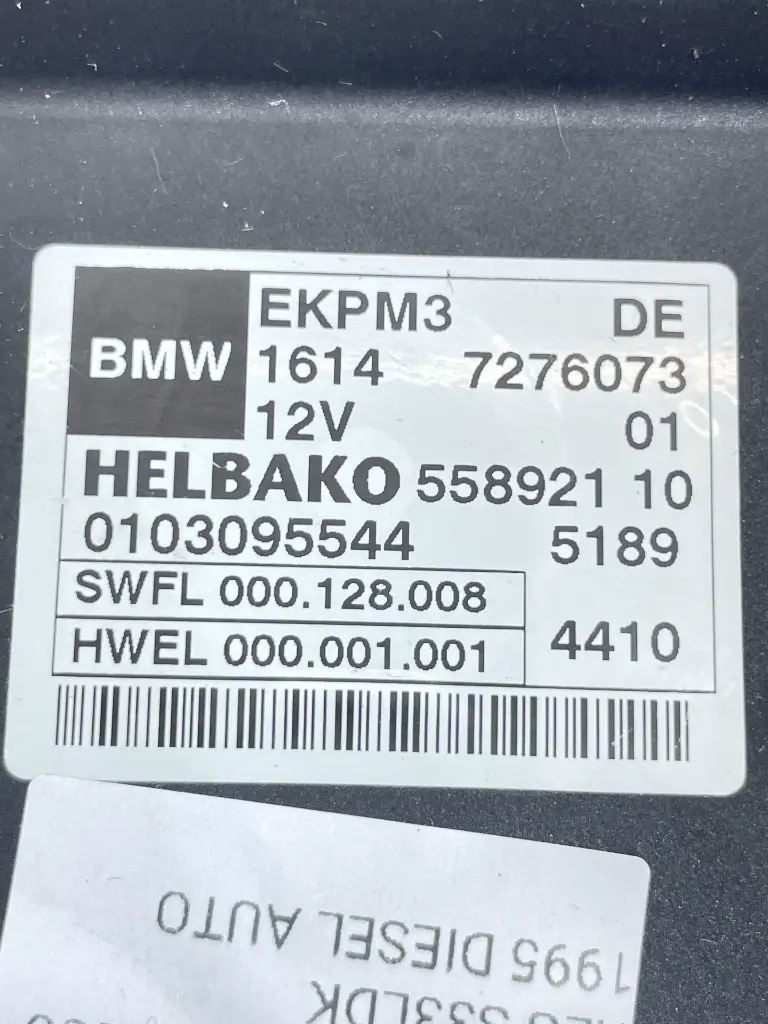 EKPM3 DE
BMW 1614 7276073
12V 01
HELBAKO 558921 10
0103095544 5189
SWFL 000.128.008
HWEL 000.001.001 4410
1995 DIESEL AUTO